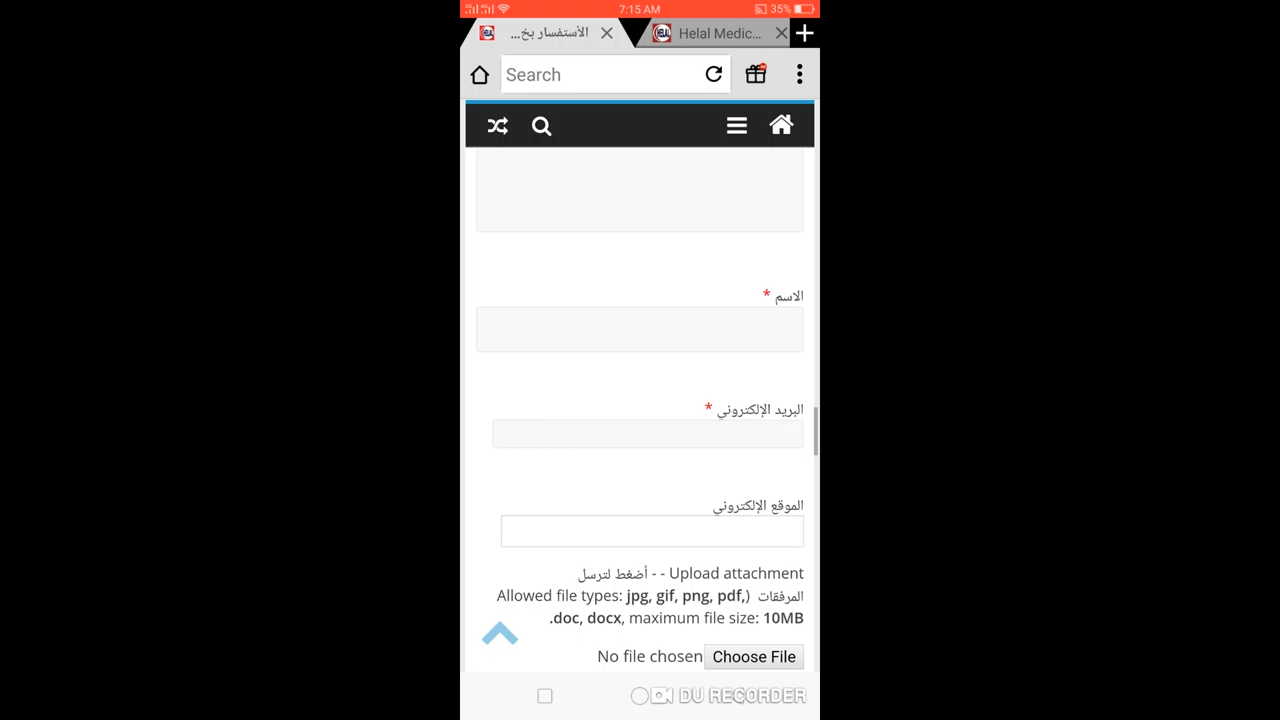 7:15 AM
35%
الأستفسار بخ...
Helal Medic...
Search
الاسم *
البريد الإلكتروني *
الموقع الإلكتروني
Upload attachment - - أضغط لترسل
المرفقات (Allowed file types: jpg, gif, png, pdf,
doc, docx, maximum file size: 10MB.
Choose File No file chosen
DU RECORDER